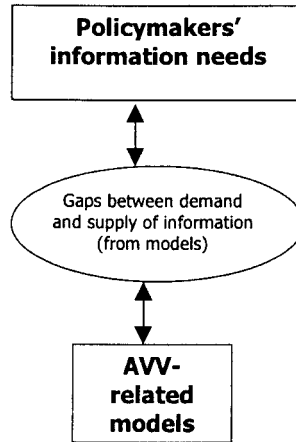 Policymakers'
information needs
Gaps between demand
and supply of information
(from models)
AVV-
related
models